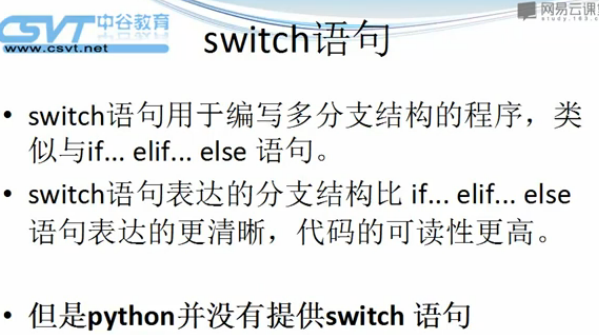 CSVT 中谷教育
www.csvt.net
网易云课
study.163.
switch语句
• switch语句用于编写多分支结构的程序，类
似与if... elif... else 语句。
• switch语句表达的分支结构比 if... elif... else
语句表达的更清晰，代码的可读性更高。
• 但是python并没有提供switch 语句